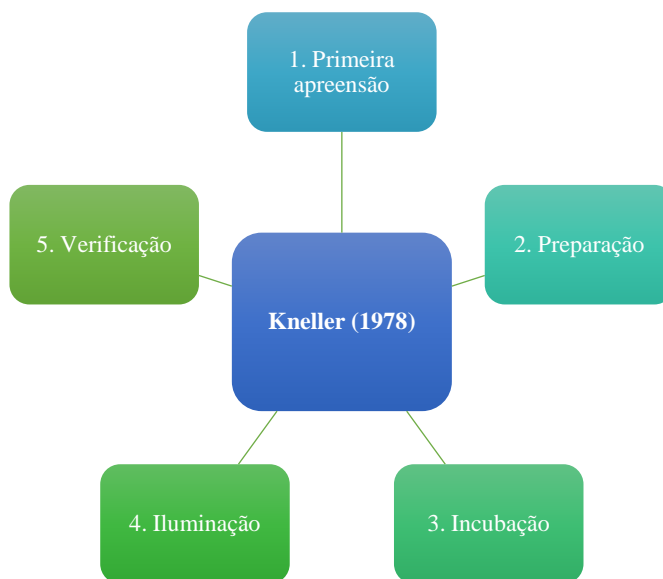 1. Primeira
apreensão
5. Verificação
2. Preparação
Kneller (1978)
4. Iluminação
3. Incubação